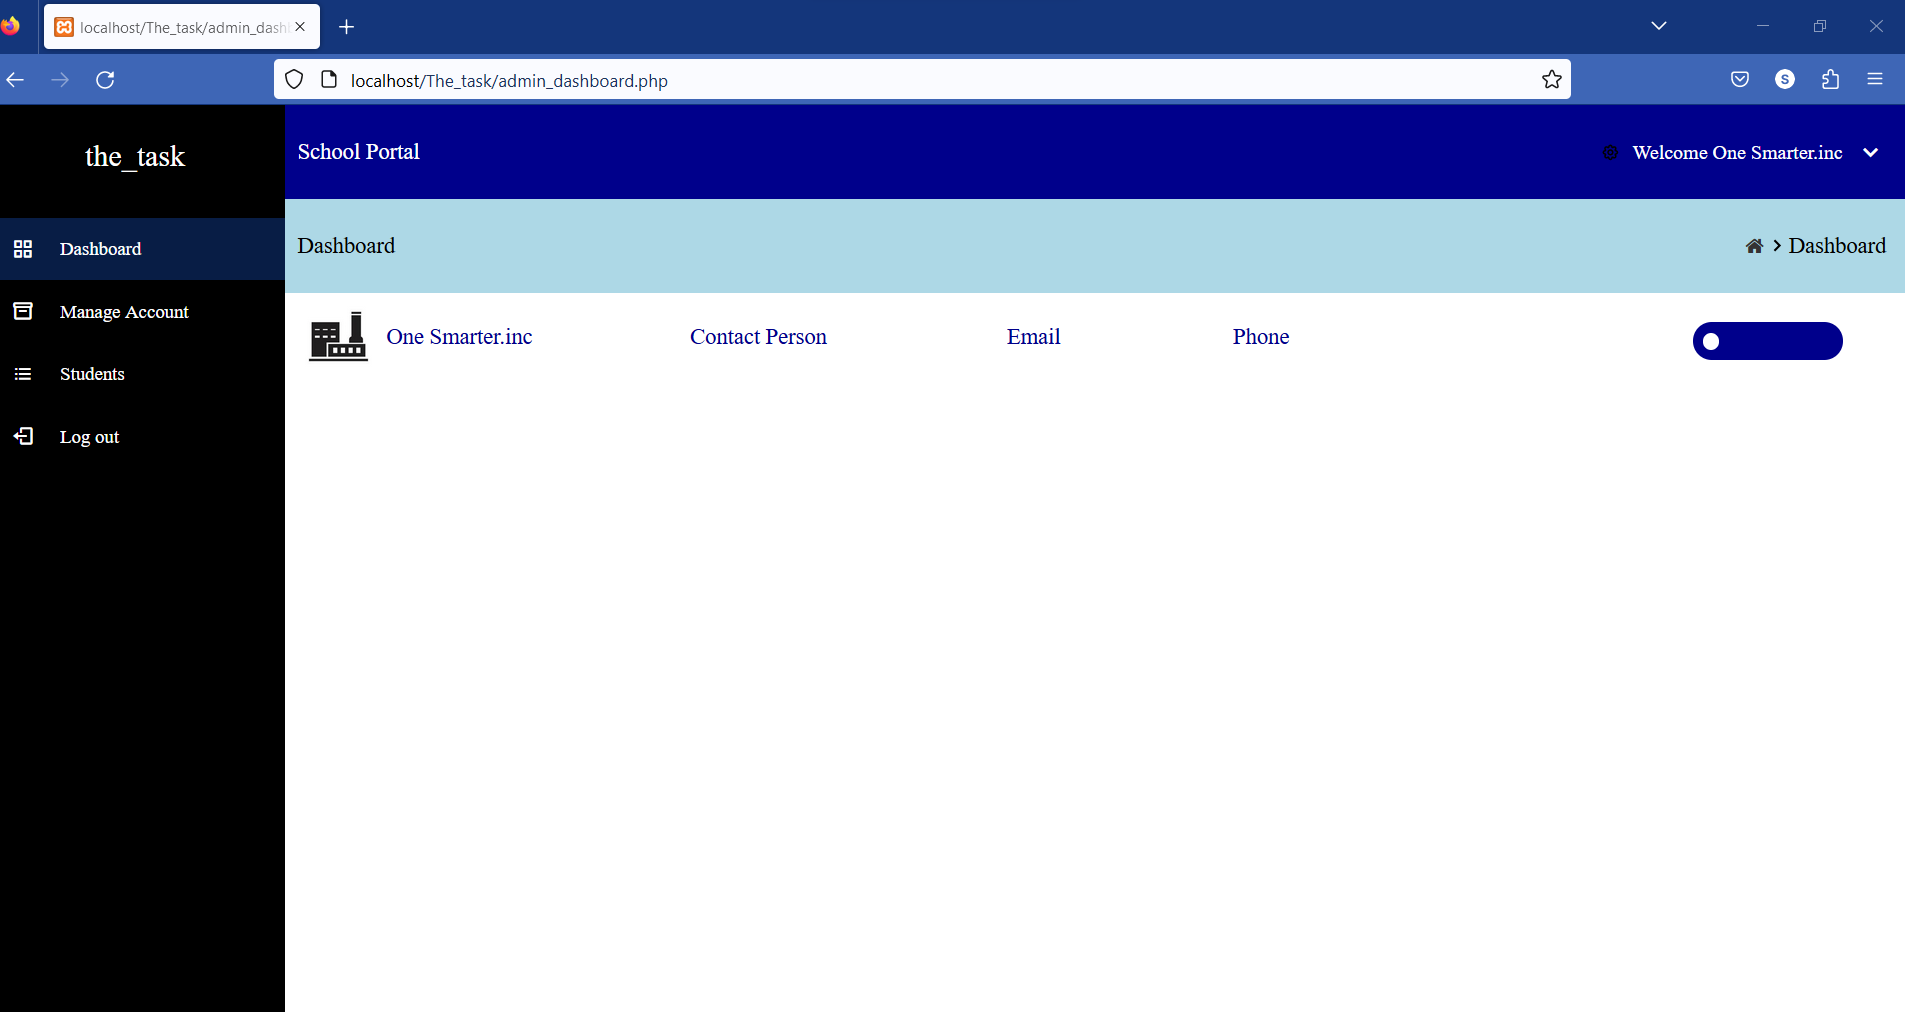 localhost/The_task/admin_dash
localhost/The_task/admin_dashboard.php
S
the_task
School Portal
Welcome One Smarter.inc
Dashboard
Dashboard
Dashboard
Manage Account
Students
Log out
One Smarter.inc
Contact Person
Email
Phone